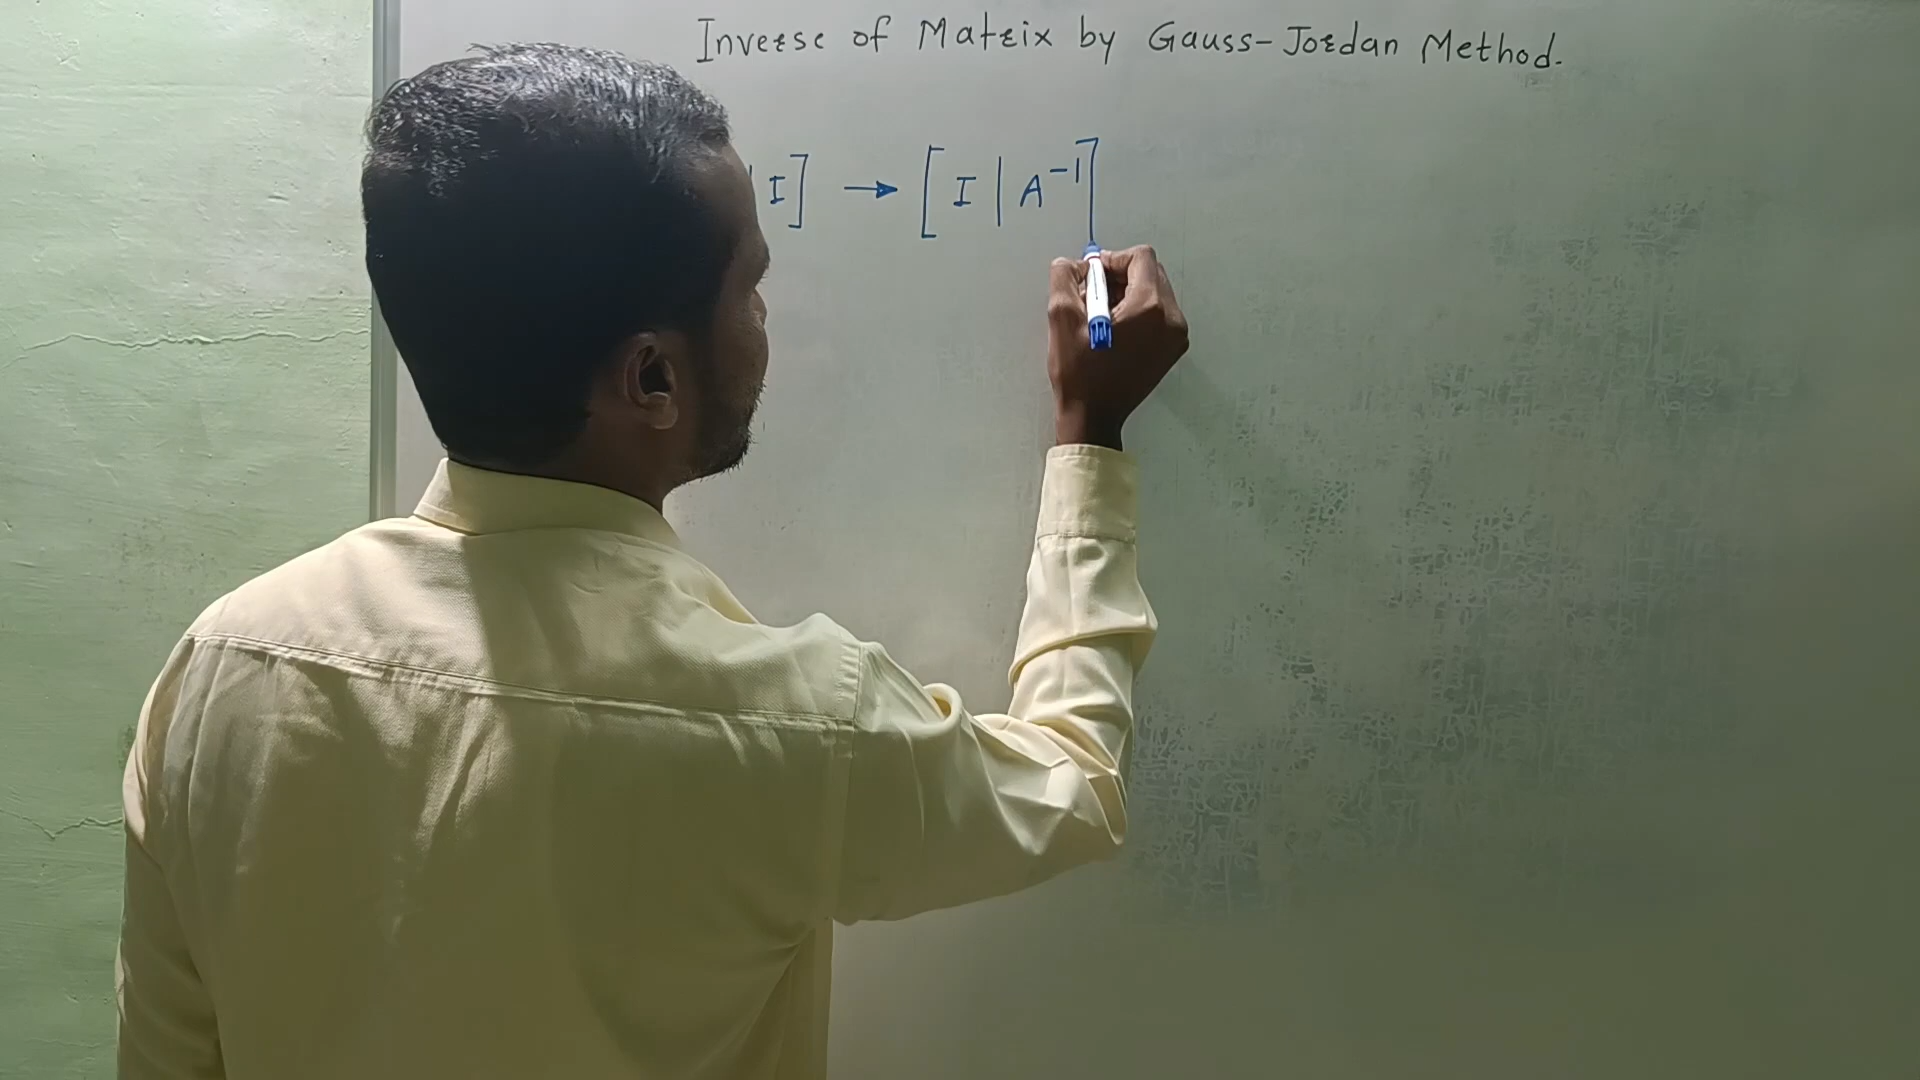 Inverse of Matrix by Gauss-Jordan Method.
| I] → [I | A⁻¹]